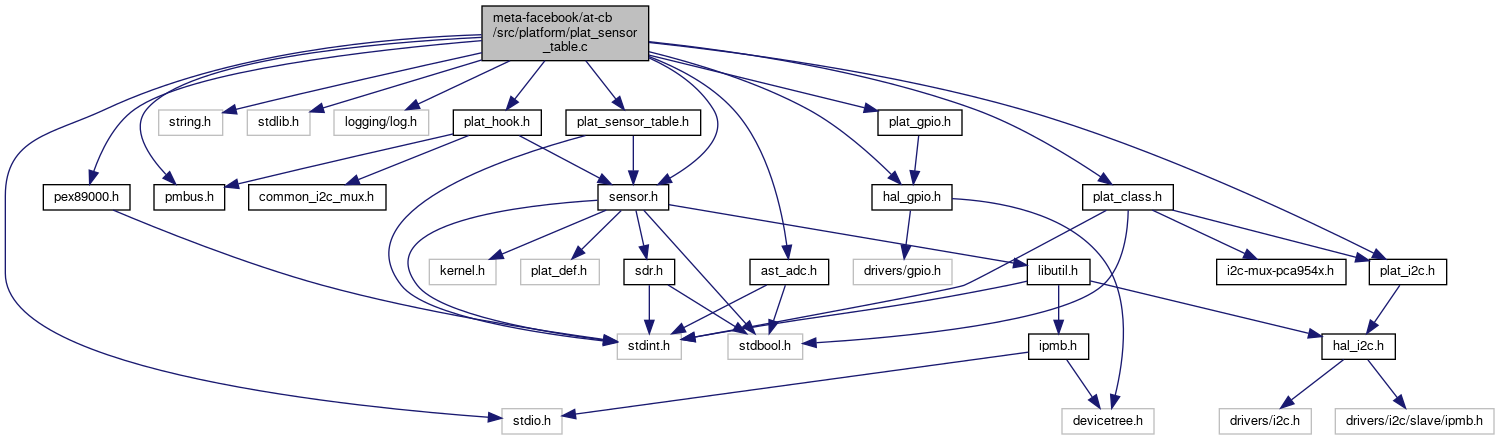 meta-facebook/at-cb
/src/platform/plat_sensor
_table.c
string.h
stdlib.h
logging/log.h
plat_hook.h
plat_sensor_table.h
plat_gpio.h
pex89000.h
pmbus.h
common_i2c_mux.h
sensor.h
hal_gpio.h
plat_class.h
kernel.h
plat_def.h
sdr.h
ast_adc.h
drivers/gpio.h
libutil.h
i2c-mux-pca954x.h
plat_i2c.h
stdint.h
stdbool.h
ipmb.h
hal_i2c.h
stdio.h
devicetree.h
drivers/i2c.h
drivers/i2c/slave/ipmb.h